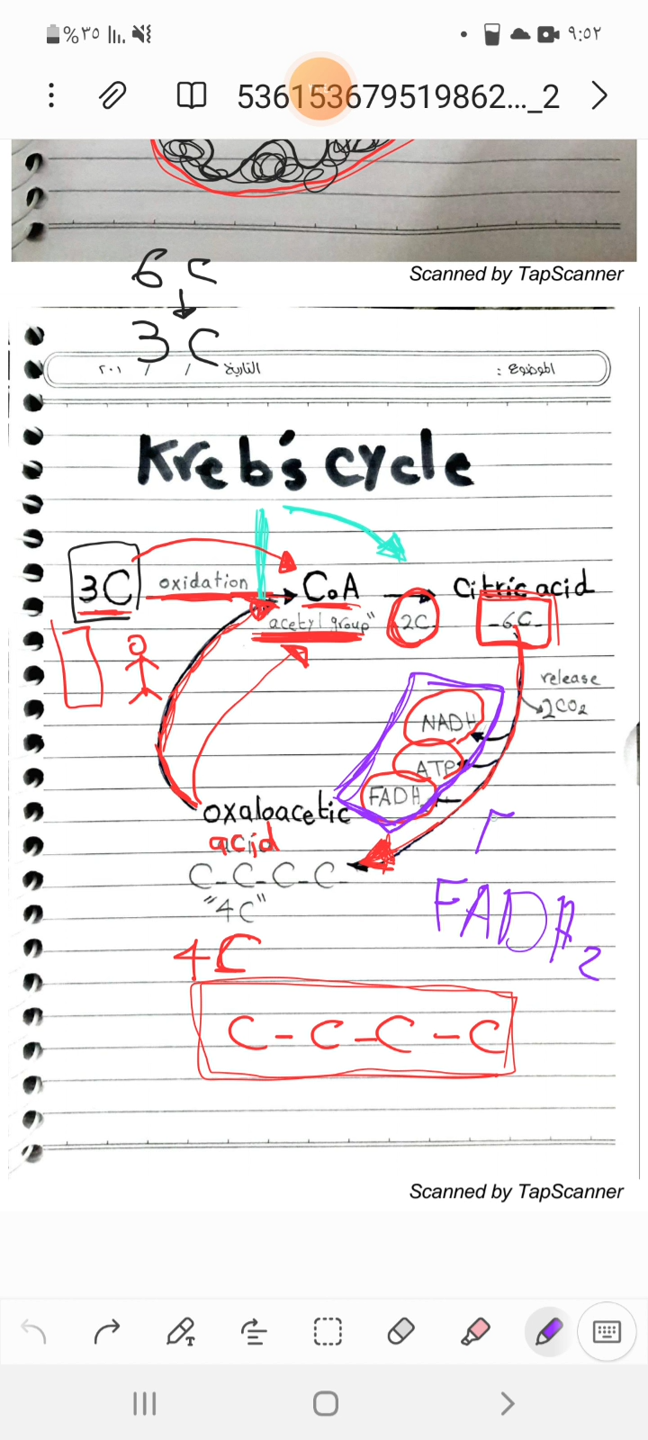 %٣٥
٩:٥٢
536153679519862..._2
Scanned by TapScanner
6C
3C
٢٠١ / / التارية الموضوع :
Kreb's cycle
3C oxidation CoA Citric acid
"acetyl group" 2C -6C-
release
2CO2
NADH
ATP
FADH
oxaloacetic
acid
C-C-C-C-
"4C"
FADH2
4C
C-C-C-C
Scanned by TapScanner